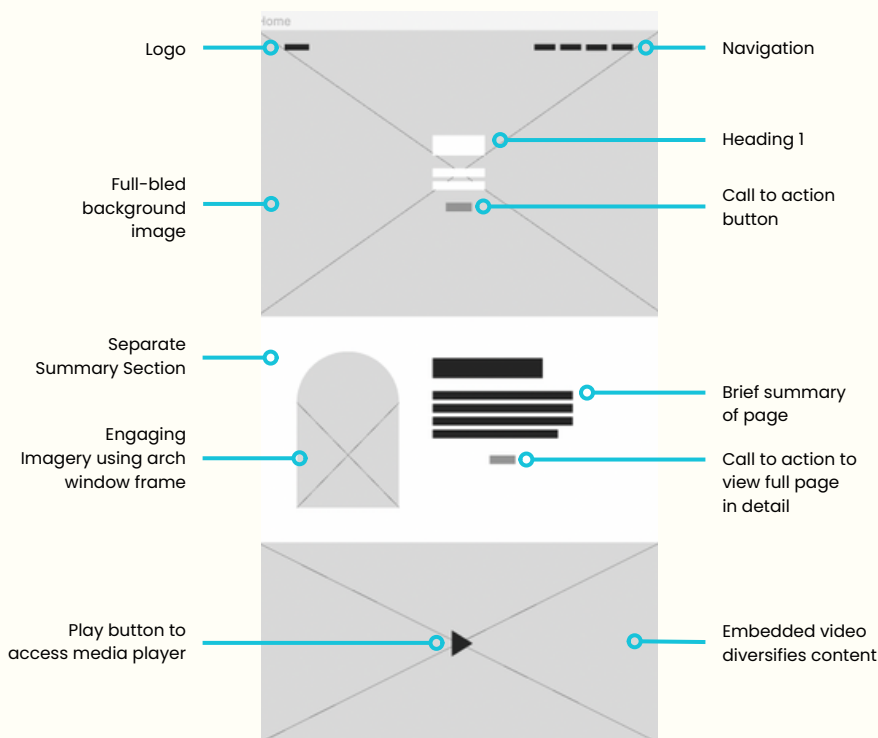 Home
Logo
Navigation
Heading 1
Full-bled
background
image
Call to action
button
Separate
Summary Section
Brief summary
of page
Engaging
Imagery using arch
window frame
Call to action to
view full page
in detail
Play button to
access media player
Embedded video
diversifies content